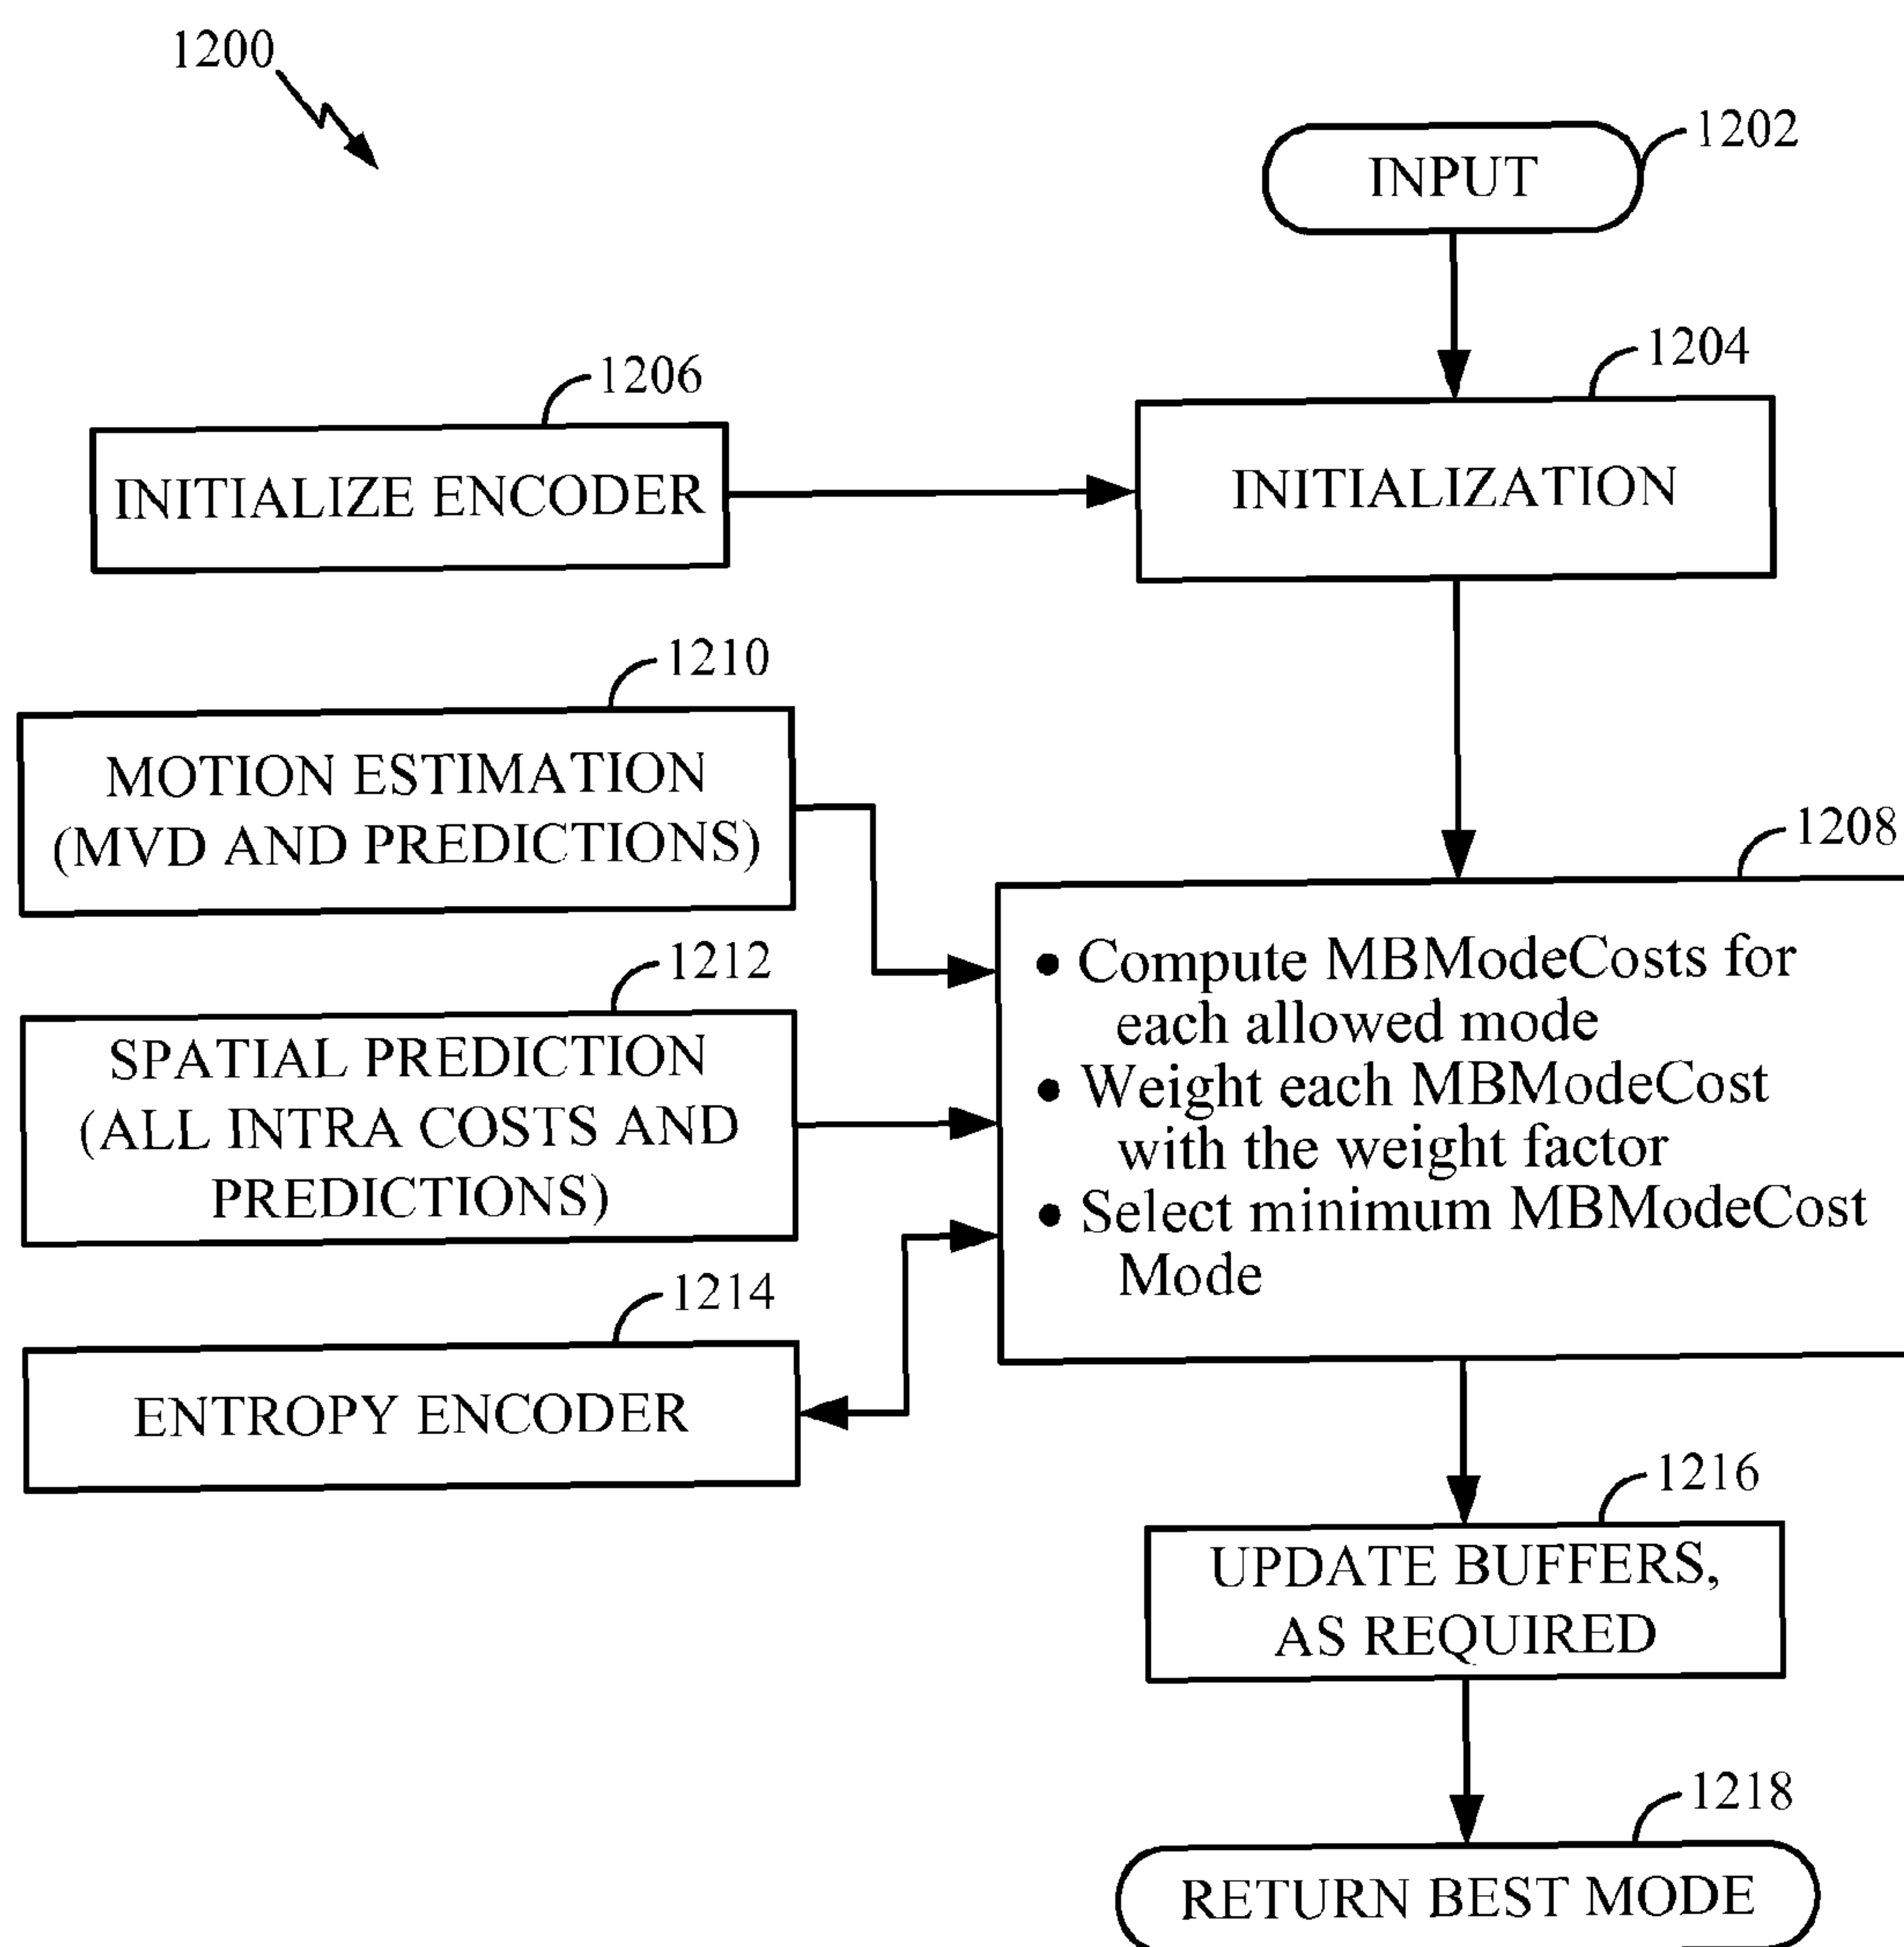 1200
1202
INPUT
1204
INITIALIZATION
1206
INITIALIZE ENCODER
1210
MOTION ESTIMATION
(MVD AND PREDICTIONS)
1208
• Compute MBModeCosts for
each allowed mode
• Weight each MBModeCost
with the weight factor
• Select minimum MBModeCost
Mode
1212
SPATIAL PREDICTION
(ALL INTRA COSTS AND
PREDICTIONS)
1214
ENTROPY ENCODER
1216
UPDATE BUFFERS,
AS REQUIRED
1218
RETURN BEST MODE